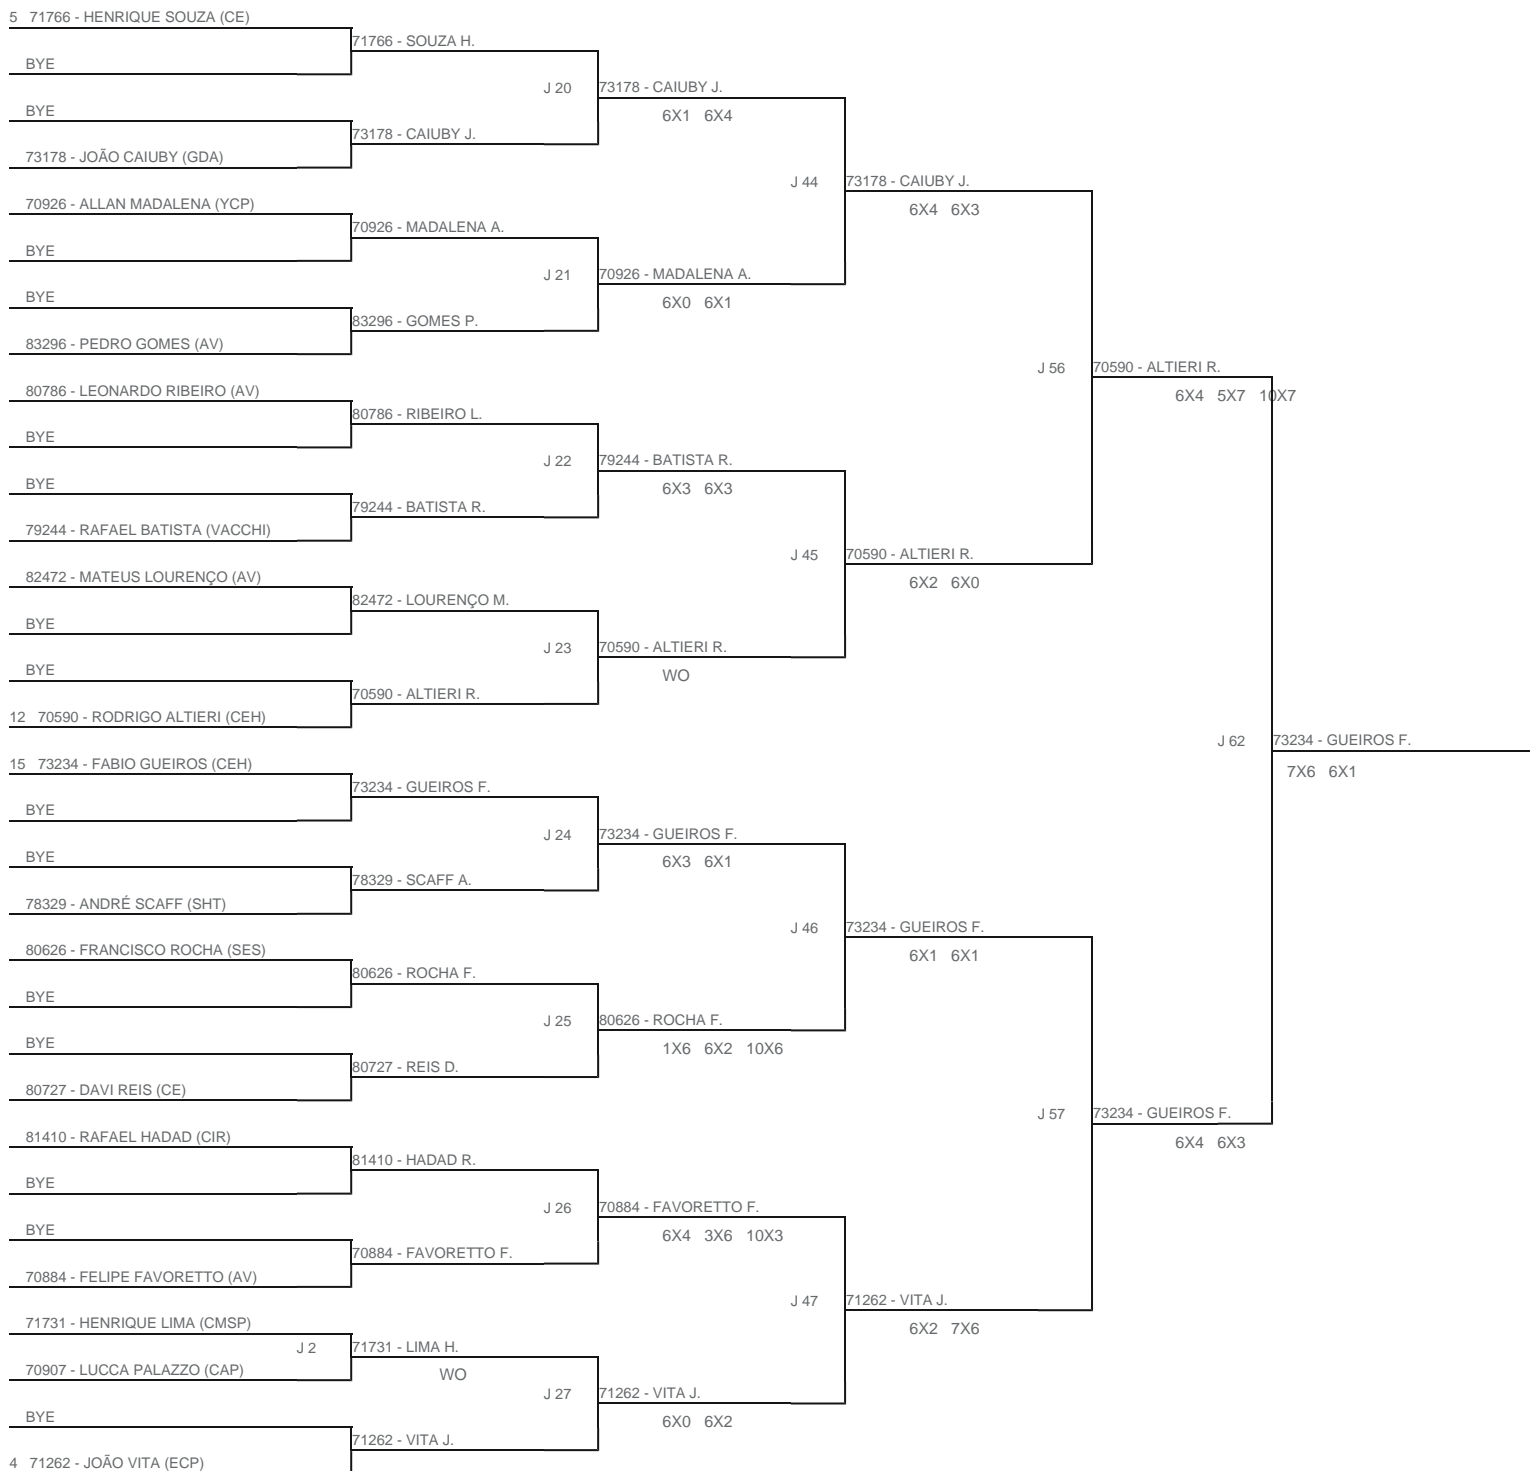 5 71766 - HENRIQUE SOUZA (CE)
71766 - SOUZA H.
BYE
J 20 73178 - CAIUBY J.
BYE
6X1 6X4
73178 - CAIUBY J.
73178 - JOÃO CAIUBY (GDA)
J 44 73178 - CAIUBY J.
70926 - ALLAN MADALENA (YCP)
6X4 6X3
70926 - MADALENA A.
BYE
J 21 70926 - MADALENA A.
BYE
6X0 6X1
83296 - GOMES P.
83296 - PEDRO GOMES (AV)
J 56 70590 - ALTIERI R.
80786 - LEONARDO RIBEIRO (AV)
6X4 5X7 10X7
80786 - RIBEIRO L.
BYE
J 22 79244 - BATISTA R.
BYE
6X3 6X3
79244 - BATISTA R.
79244 - RAFAEL BATISTA (VACCHI)
J 45 70590 - ALTIERI R.
82472 - MATEUS LOURENÇO (AV)
6X2 6X0
82472 - LOURENÇO M.
BYE
J 23 70590 - ALTIERI R.
BYE
WO
70590 - ALTIERI R.
12 70590 - RODRIGO ALTIERI (CEH)
J 62 73234 - GUEIROS F.
15 73234 - FABIO GUEIROS (CEH)
7X6 6X1
73234 - GUEIROS F.
BYE
J 24 73234 - GUEIROS F.
BYE
6X3 6X1
78329 - SCAFF A.
78329 - ANDRÉ SCAFF (SHT)
J 46 73234 - GUEIROS F.
80626 - FRANCISCO ROCHA (SES)
6X1 6X1
80626 - ROCHA F.
BYE
J 25 80626 - ROCHA F.
BYE
1X6 6X2 10X6
80727 - REIS D.
80727 - DAVI REIS (CE)
J 57 73234 - GUEIROS F.
81410 - RAFAEL HADAD (CIR)
6X4 6X3
81410 - HADAD R.
BYE
J 26 70884 - FAVORETTO F.
BYE
6X4 3X6 10X3
70884 - FAVORETTO F.
70884 - FELIPE FAVORETTO (AV)
J 47 71262 - VITA J.
71731 - HENRIQUE LIMA (CMSP)
6X2 7X6
J 2 71731 - LIMA H.
70907 - LUCCA PALAZZO (CAP)
WO
J 27 71262 - VITA J.
BYE
6X0 6X2
71262 - VITA J.
4 71262 - JOÃO VITA (ECP)